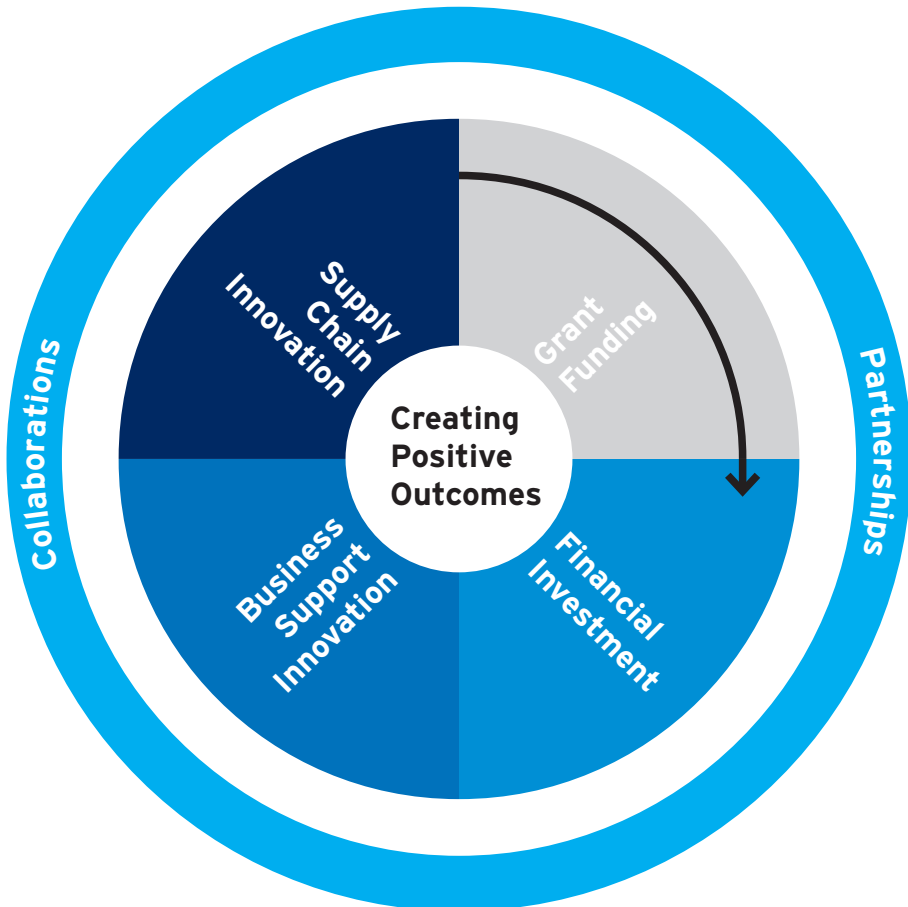 Collaborations
Supply
Chain
Innovation
Grant
Funding
Partnerships
Creating
Positive
Outcomes
Business
Support
Innovation
Financial
Investment